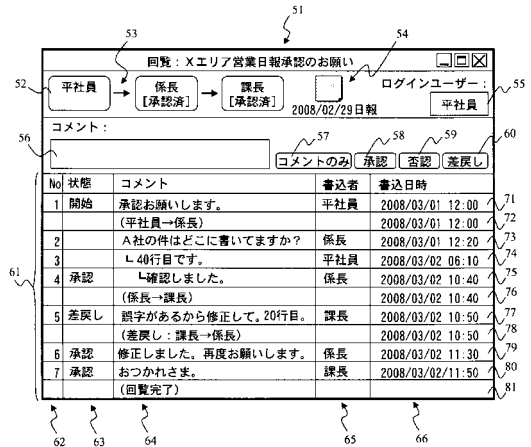 51
回覧：Ｘエリア営業日報承認のお願い
52
53
54
平社員 → 係長 [承認済] → 課長 [承認済]
2008/02/29日報
ログインユーザー：
平社員
55
コメント：
56
57
58
59
60
コメントのみ 承認 否認 差戻し
61
No 状態 コメント 書込者 書込日時
1 開始 承認お願いします。 平社員 2008/03/01 12:00 71
(平社員→係長) 2008/03/01 12:00 72
2 Ａ社の件はどこに書いてますか？ 係長 2008/03/01 12:20 73
3 ┗40行目です。 平社員 2008/03/02 06:10 74
4 承認 ┗確認しました。 係長 2008/03/02 10:40 75
(係長→課長) 2008/03/02 10:40 76
5 差戻し 誤字があるから修正して。20行目。 課長 2008/03/02 10:50 77
(差戻し：課長→係長) 2008/03/02 10:50 78
6 承認 修正しました。再度お願いします。 係長 2008/03/02 11:30 79
7 承認 おつかれさま。 課長 2008/03/02/11:50 80
(回覧完了) 81
62 63 64 65 66